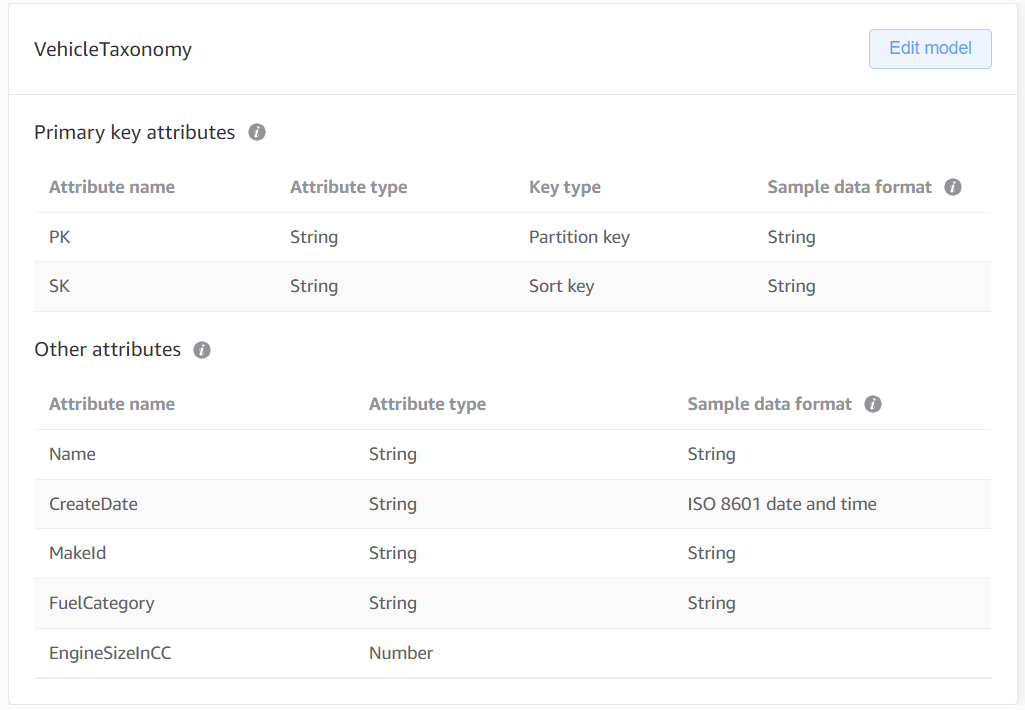 VehicleTaxonomy Edit model
Primary key attributes
Attribute name Attribute type Key type Sample data format
PK String Partition key String
SK String Sort key String
Other attributes
Attribute name Attribute type Sample data format
Name String String
CreateDate String ISO 8601 date and time
MakeId String String
FuelCategory String String
EngineSizeInCC Number